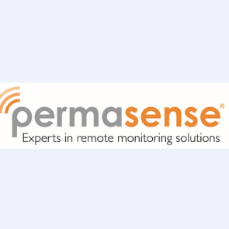 permasense®
Experts in remote monitoring solutions